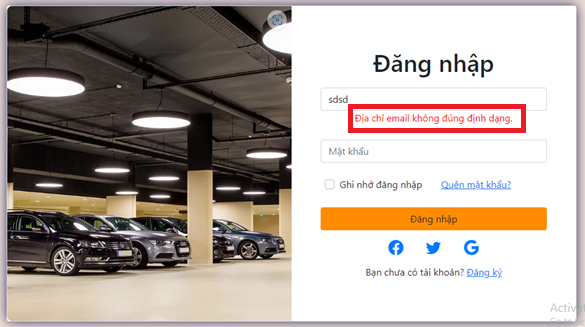 Đăng nhập
sdsd
Địa chỉ email không đúng định dạng.
Mật khẩu
Ghi nhớ đăng nhập Quên mật khẩu?
Đăng nhập
Bạn chưa có tài khoản? Đăng ký